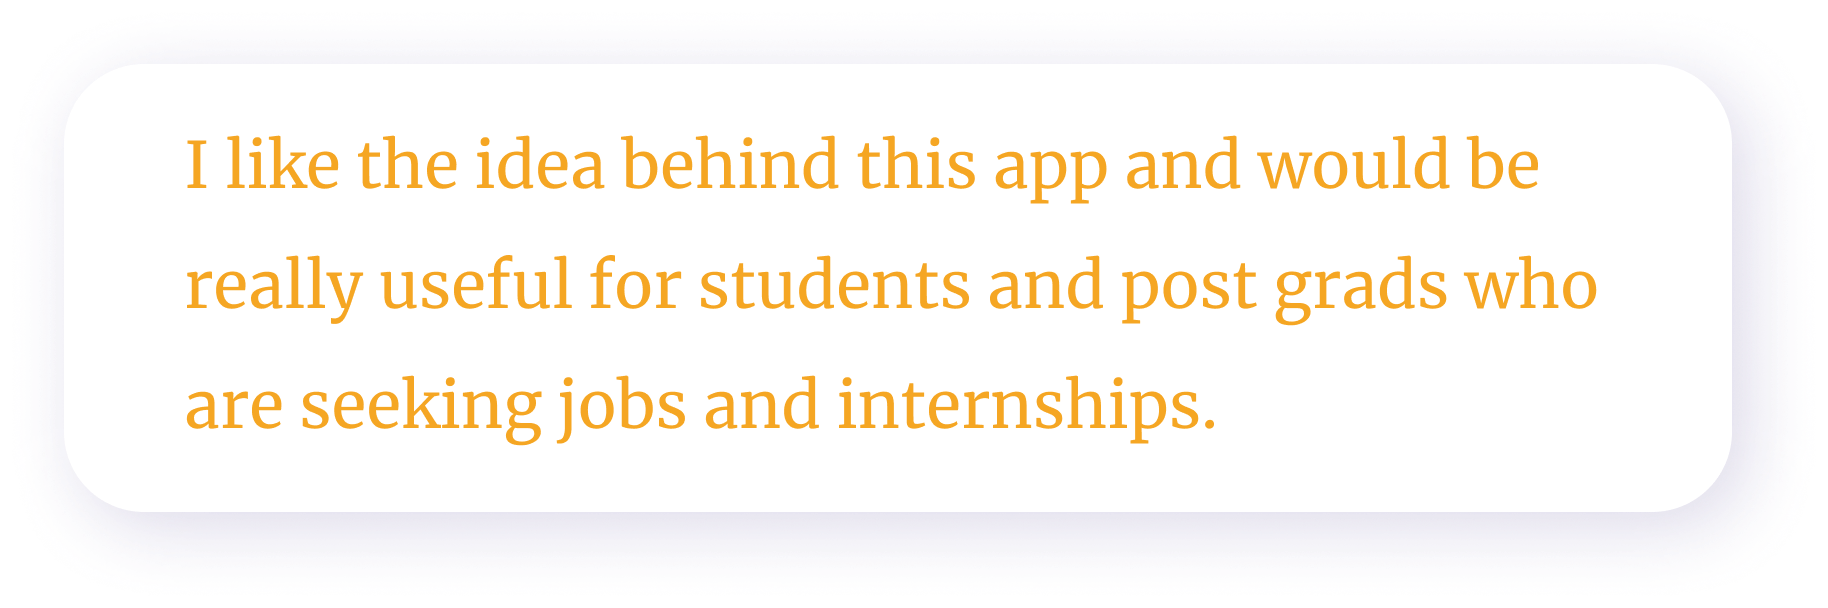 I like the idea behind this app and would be
really useful for students and post grads who
are seeking jobs and internships.